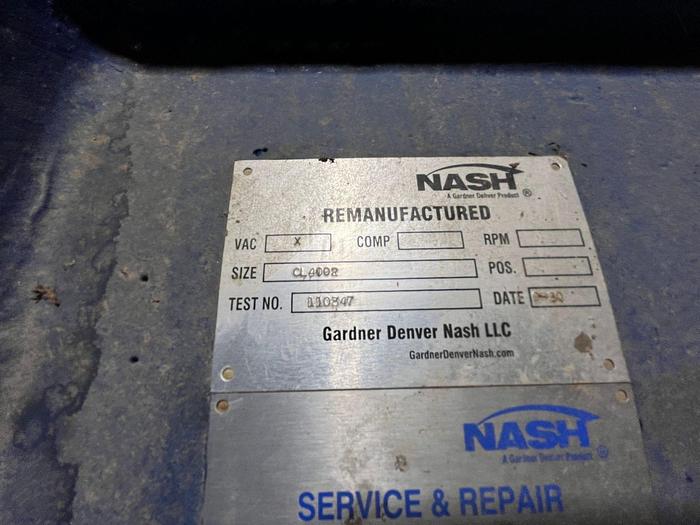 NASH ®
A Gardner Denver Product
REMANUFACTURED
VAC X COMP RPM
SIZE CL4002 POS.
TEST NO. 110347 DATE
Gardner Denver Nash LLC
GardnerDenverNash.com
NASH ®
A Gardner Denver Product
SERVICE & REPAIR